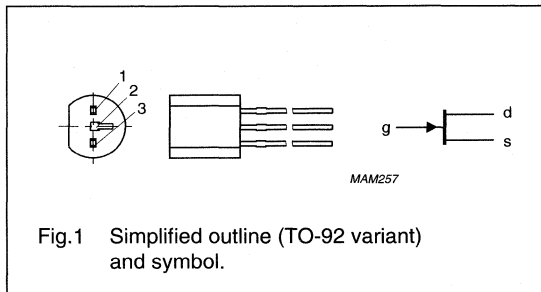 1
2
3
g
d
s
MAM257
Fig.1 Simplified outline (TO-92 variant)
and symbol.